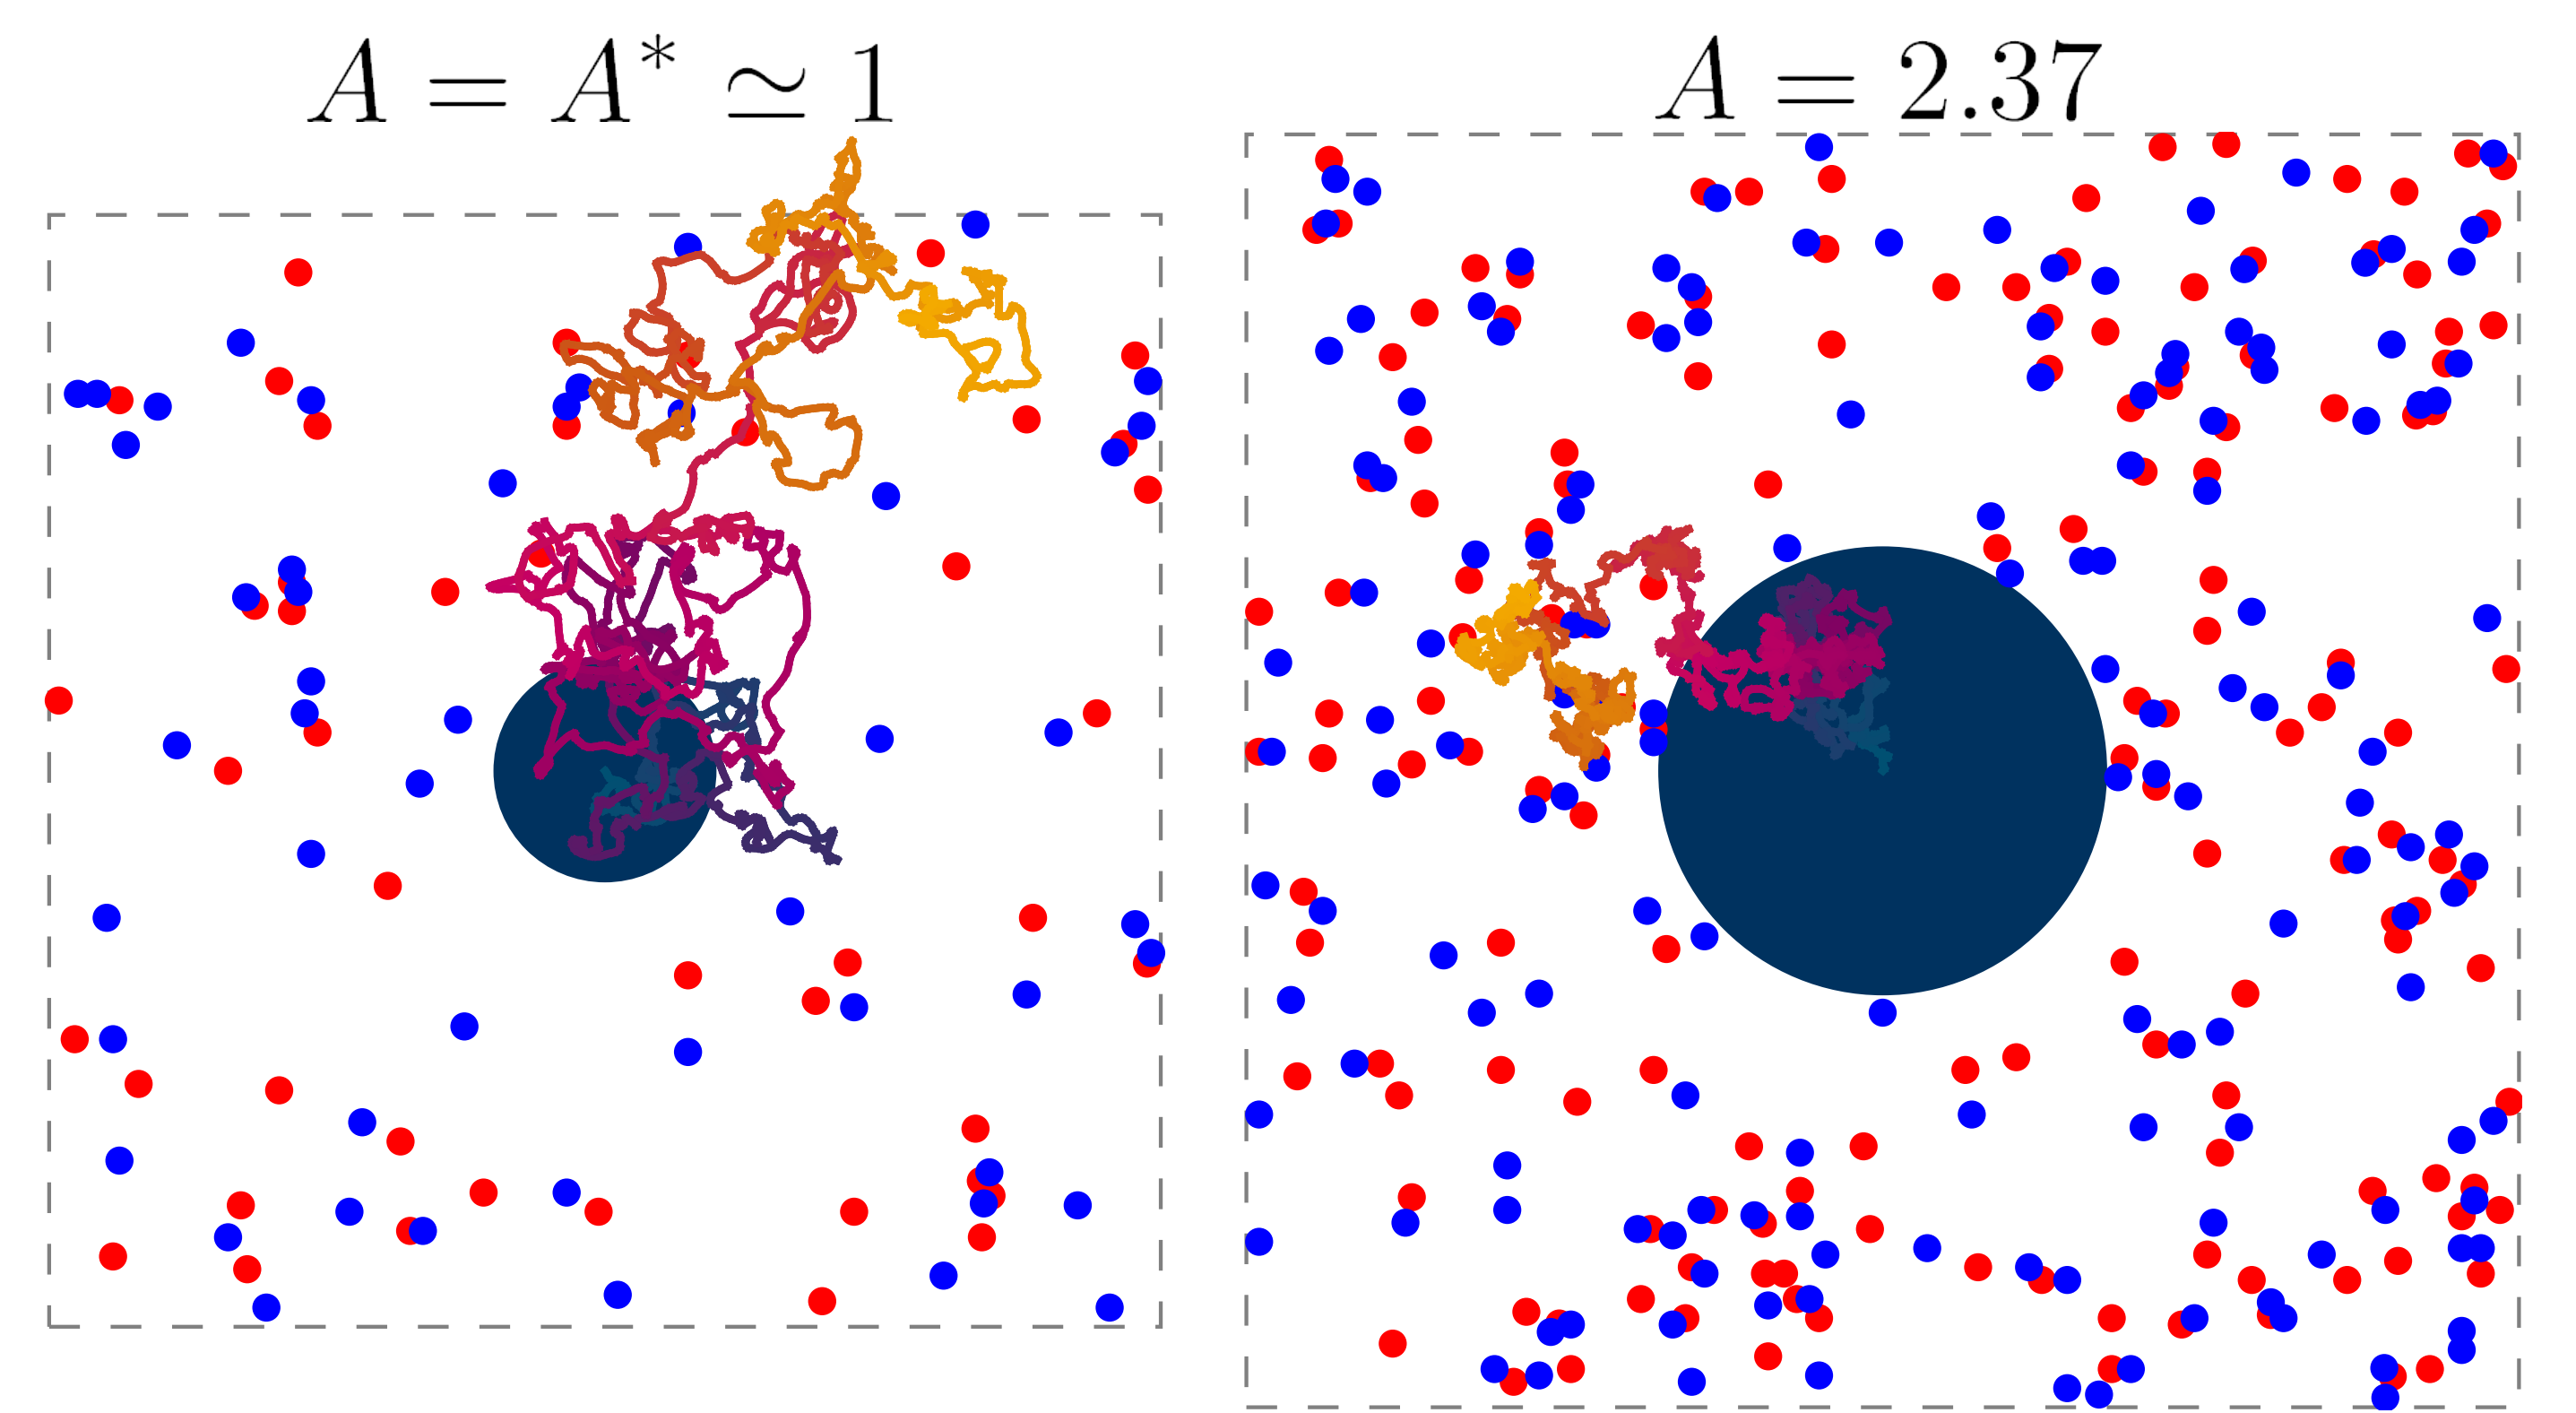 A = A* ≃ 1
A = 2.37